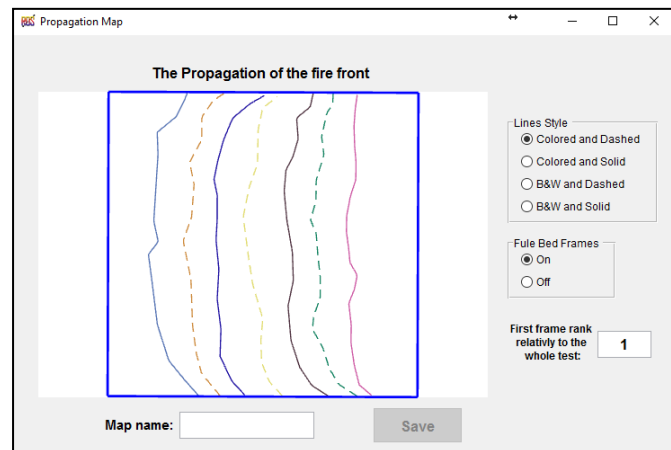 Propagation Map
The Propagation of the fire front
Lines Style
Colored and Dashed
Colored and Solid
B&W and Dashed
B&W and Solid
Fule Bed Frames
On
Off
First frame rank
relativly to the
whole test:
1
Map name:
Save